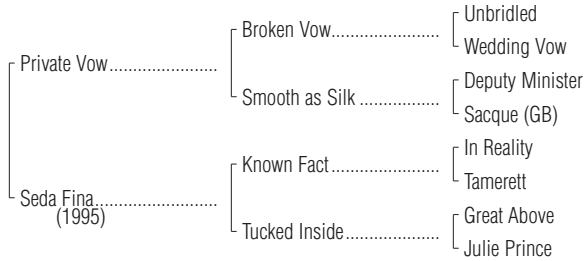 Unbridled
Broken Vow
Wedding Vow
Private Vow
Deputy Minister
Smooth as Silk
Sacque (GB)
In Reality
Known Fact
Tamerett
Seda Fina
(1995)
Great Above
Tucked Inside
Julie Prince